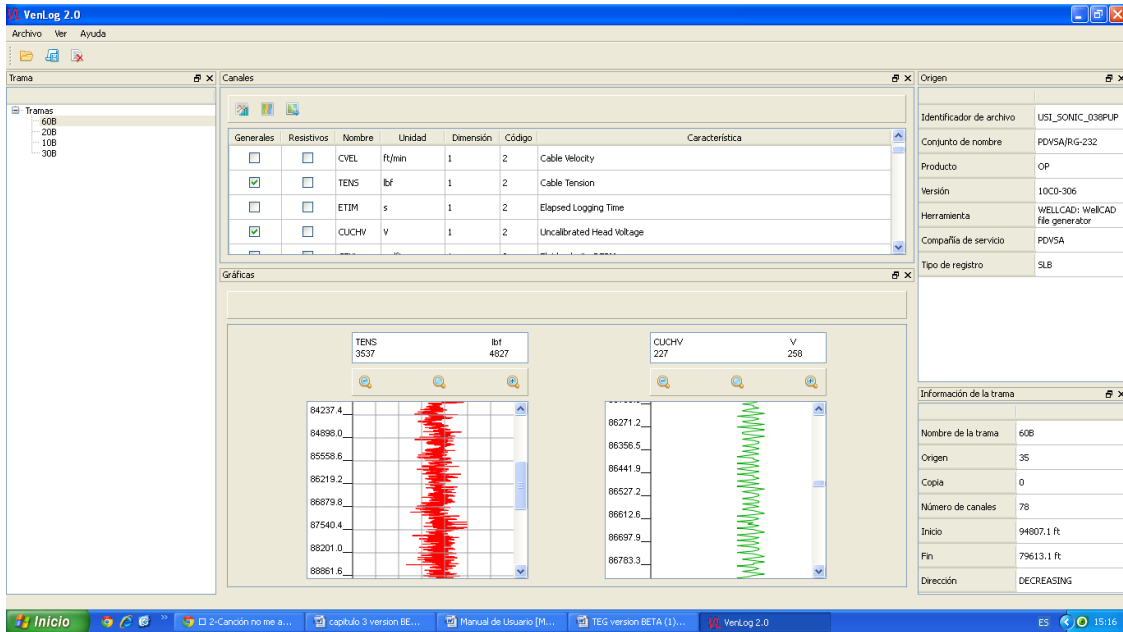 VenLog 2.0
Archivo Ver Ayuda
Trama
Tramas
60B
20B
10B
30B
Canales
Generales Resistivos Nombre Unidad Dimensión Código Característica
CVEL ft/min 1 2 Cable Velocity
TENS lbf 1 2 Cable Tension
ETIM s 1 2 Elapsed Logging Time
CUCHV V 1 2 Uncalibrated Head Voltage
Gráficas
TENS lbf
3537 4827
84237.4
84898.0
85558.6
86219.2
86879.8
87540.4
88201.0
88861.6
CUCHV V
227 258
86271.2
86356.5
86441.9
86527.2
86612.6
86697.9
86783.3
Origen
Identificador de archivo USI_SONIC_038PUP
Conjunto de nombre PDVSA/RG-232
Producto OP
Versión 10C0-306
Herramienta WELLCAD: WellCAD
file generator
Compañía de servicio PDVSA
Tipo de registro SLB
Información de la trama
Nombre de la trama 60B
Origen 35
Copia 0
Número de canales 78
Inicio 94807.1 ft
Fin 79613.1 ft
Dirección DECREASING
Inicio
2-Canción no me a...
capitulo 3 version BE...
Manual de Usuario [M...
TEG version BETA (1)...
VenLog 2.0
ES 15:16